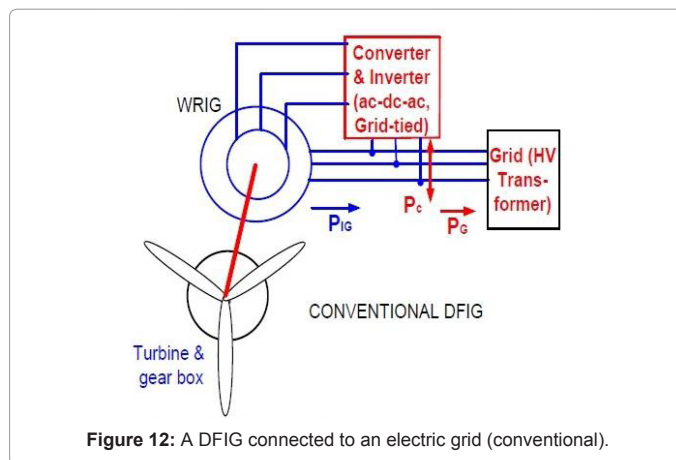 Converter
& Inverter
(ac-dc-ac,
Grid-tied)
WRIG
Grid (HV
Trans-
former)
PIG
Pc
PG
CONVENTIONAL DFIG
Turbine &
gear box
Figure 12: A DFIG connected to an electric grid (conventional).